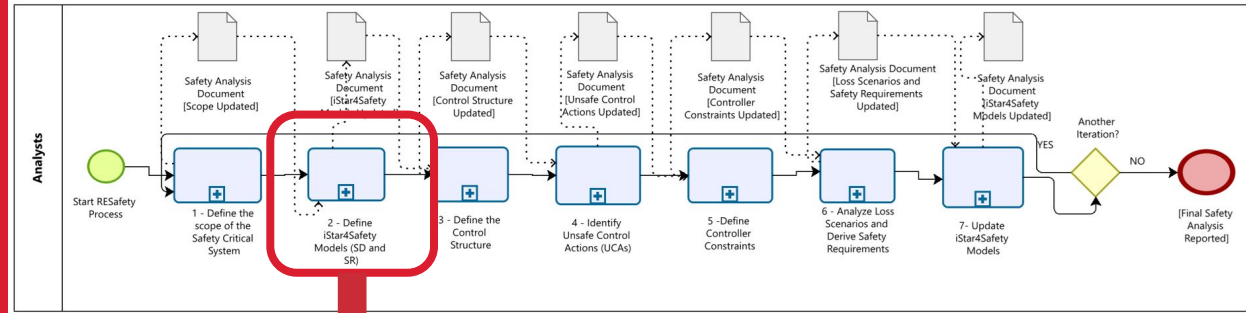 Analysts
Start RESafety
Process
Safety Analysis
Document
[Scope Updated]
Safety Analysis
Document
[iStar4Safety
Models Updated]
Safety Analysis
Document
[Control Structure
Updated]
Safety Analysis
Document
[Unsafe Control
Actions Updated]
Safety Analysis
Document
[Controller
Constraints Updated]
Safety Analysis Document
[Loss Scenarios and
Safety Requirements
Updated]
Safety Analysis
Document
[iStar4Safety
Models Updated]
1 - Define the
scope of the
Safety Critical
System
2 - Define
iStar4Safety
Models (SD and
SR)
3 - Define the
Control
Structure
4 - Identify
Unsafe Control
Actions (UCAs)
5 -Define
Controller
Constraints
6 - Analyze Loss
Scenarios and
Derive Safety
Requirements
7- Update
iStar4Safety
Models
Another
Iteration?
YES
NO
[Final Safety
Analysis
Reported]